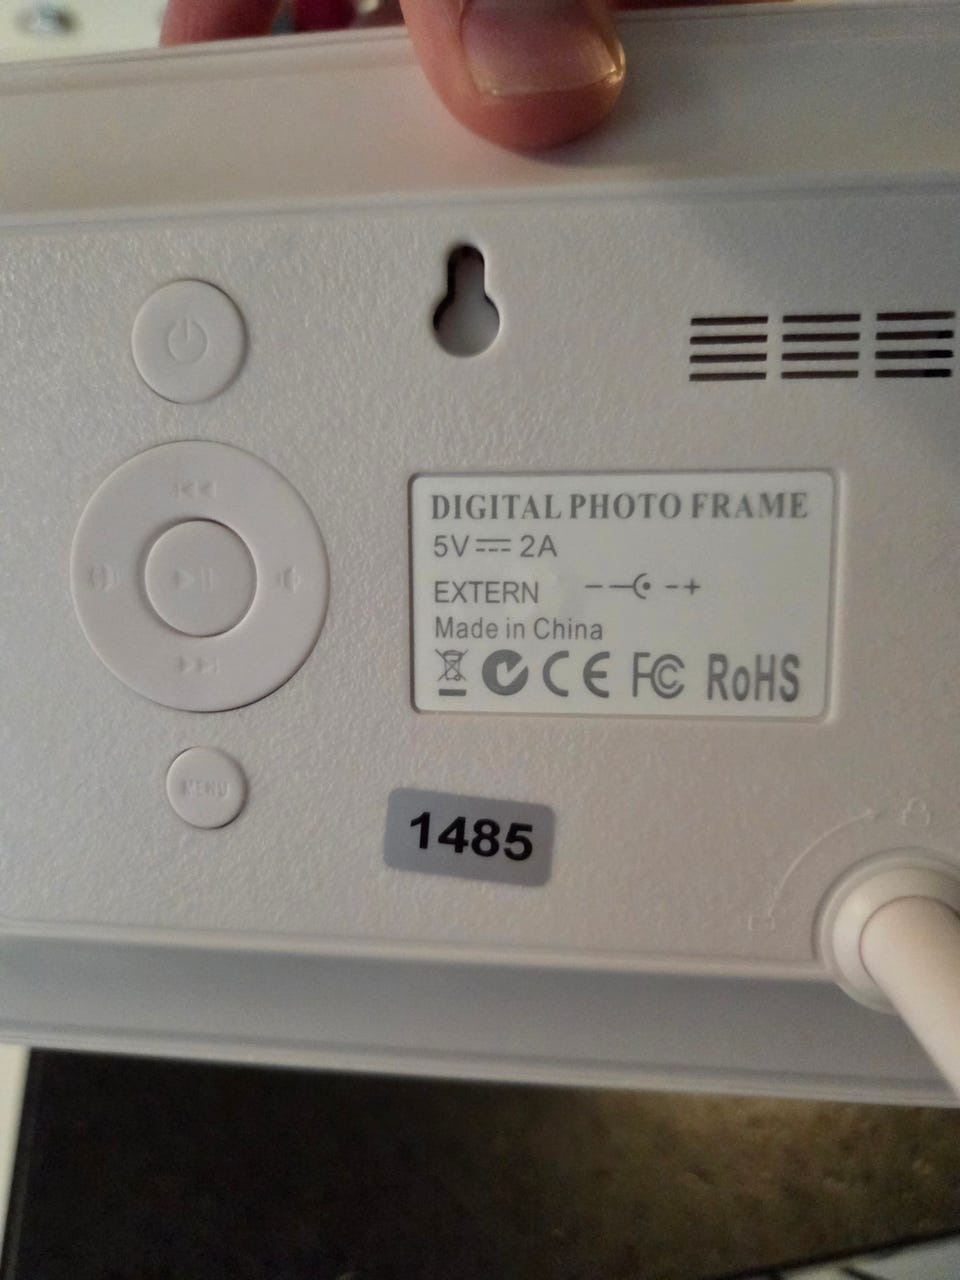 DIGITAL PHOTO FRAME
5V 2A
EXTERN - +
Made in China
CE FC RoHS
MENU
1485